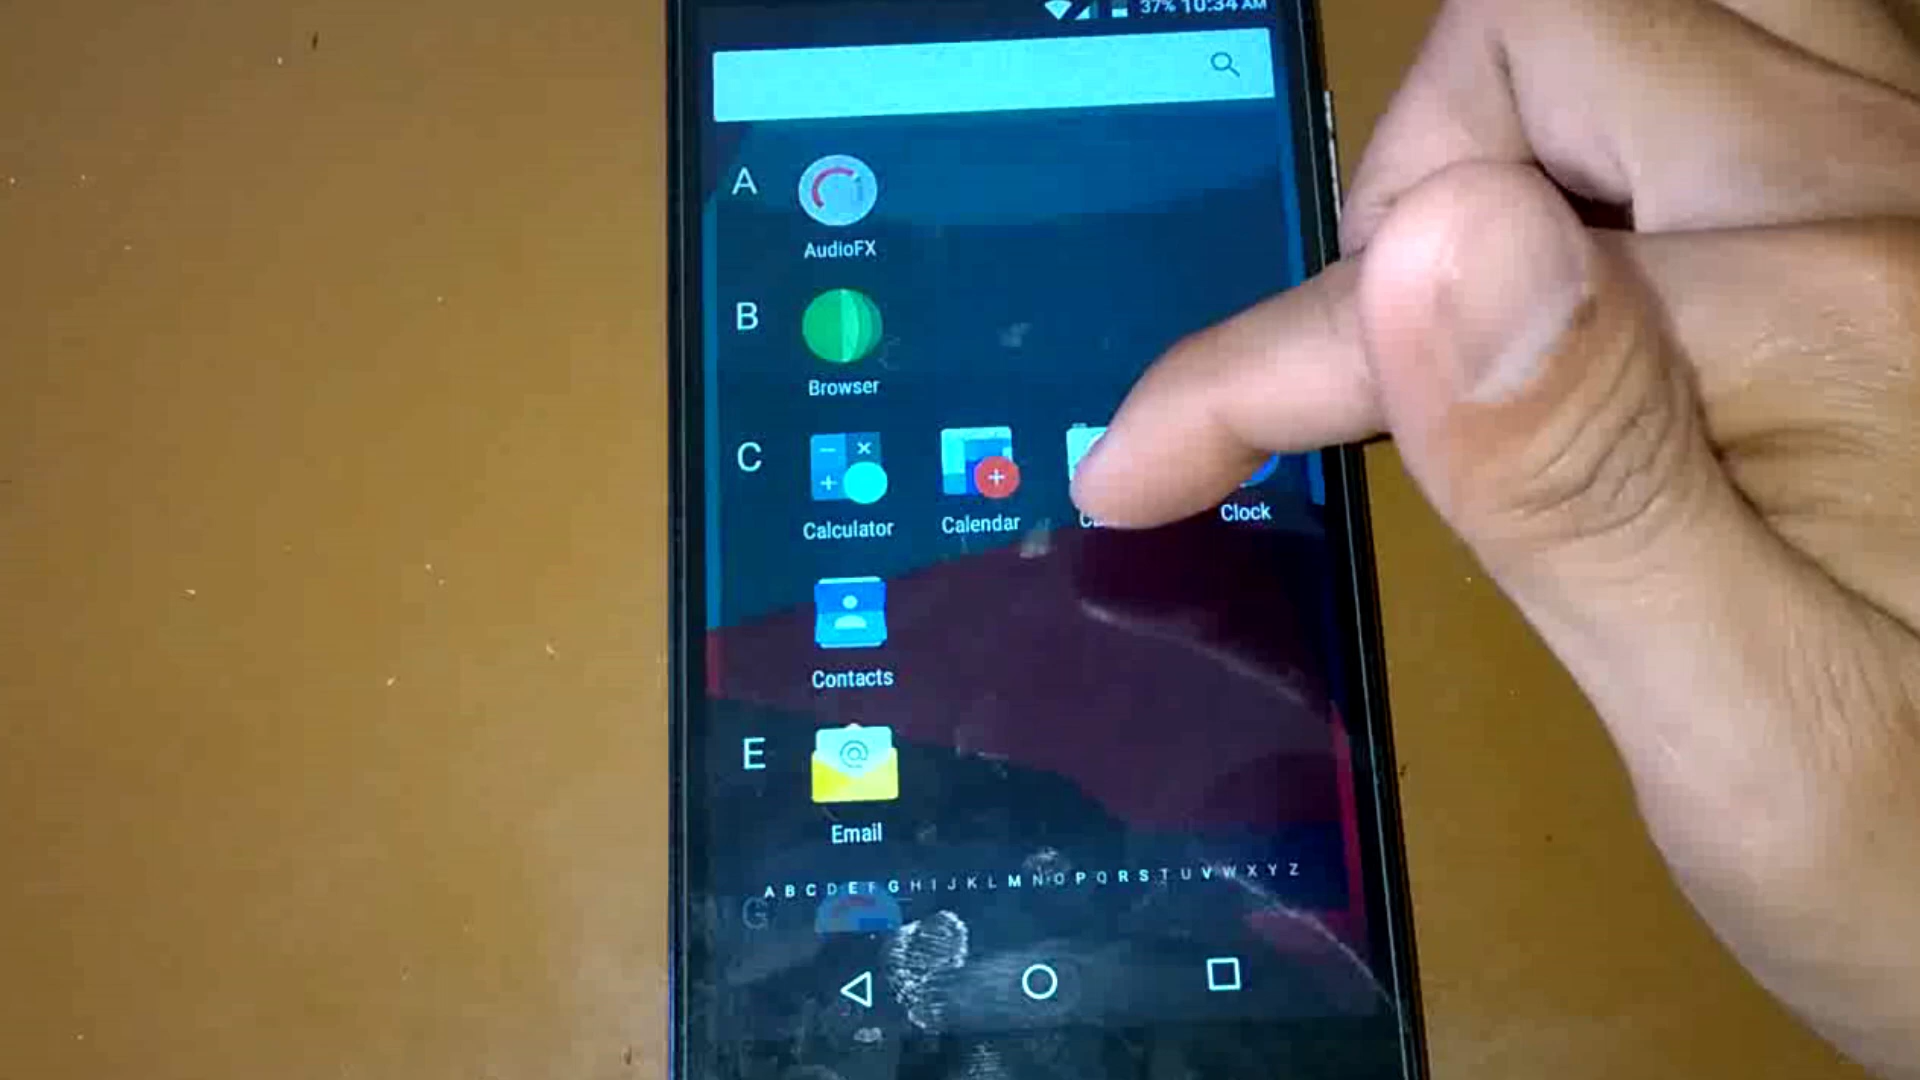 37% 10:34 AM
A
AudioFX
B
Browser
C
Calculator Calendar Clock
Contacts
E
Email
A B C D E F G H I J K L M N O P Q R S T U V W X Y Z
G